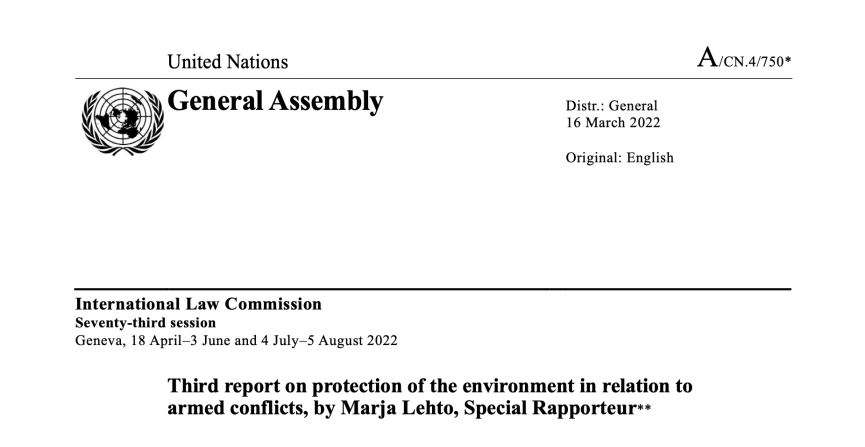 United Nations
A/CN.4/750*
General Assembly
Distr.: General
16 March 2022
Original: English
International Law Commission
Seventy-third session
Geneva, 18 April–3 June and 4 July–5 August 2022
Third report on protection of the environment in relation to
armed conflicts, by Marja Lehto, Special Rapporteur**